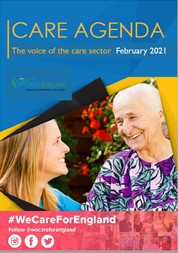 CARE AGENDA
The voice of the care sector February 2021
#WeCareForEngland
Follow #wecareforengland